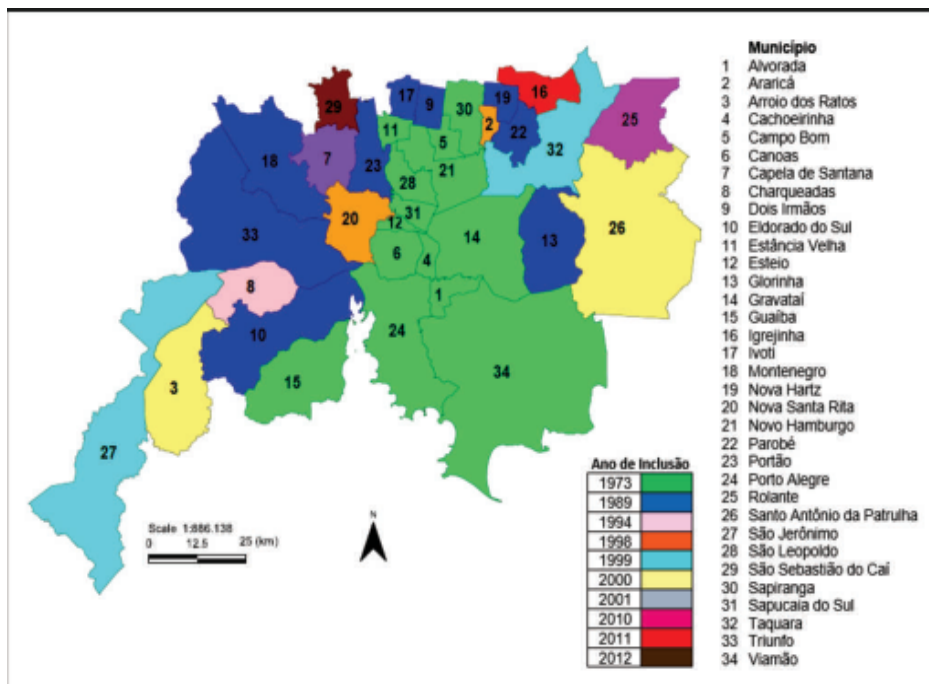 Município
1 Alvorada
2 Araricá
3 Arroio dos Ratos
4 Cachoeirinha
5 Campo Bom
6 Canoas
7 Capela de Santana
8 Charqueadas
9 Dois Irmãos
10 Eldorado do Sul
11 Estância Velha
12 Esteio
13 Glorinha
14 Gravataí
15 Guaíba
16 Igrejinha
17 Ivoti
18 Montenegro
19 Nova Hartz
20 Nova Santa Rita
21 Novo Hamburgo
22 Parobé
23 Portão
24 Porto Alegre
25 Rolante
26 Santo Antônio da Patrulha
27 São Jerônimo
28 São Leopoldo
29 São Sebastião do Caí
30 Sapiranga
31 Sapucaia do Sul
32 Taquara
33 Triunfo
34 Viamão
29
17
9
30
19
16
25
2
22
11
5
7
18
23
32
21
28
31
20
12
26
33
14
13
6
4
8
1
10
24
34
3
15
27
Ano de Inclusão
1973
1989
1994
1998
1999
2000
2001
2010
2011
2012
Scale 1:886.138
0 12.5 25 (km)
N